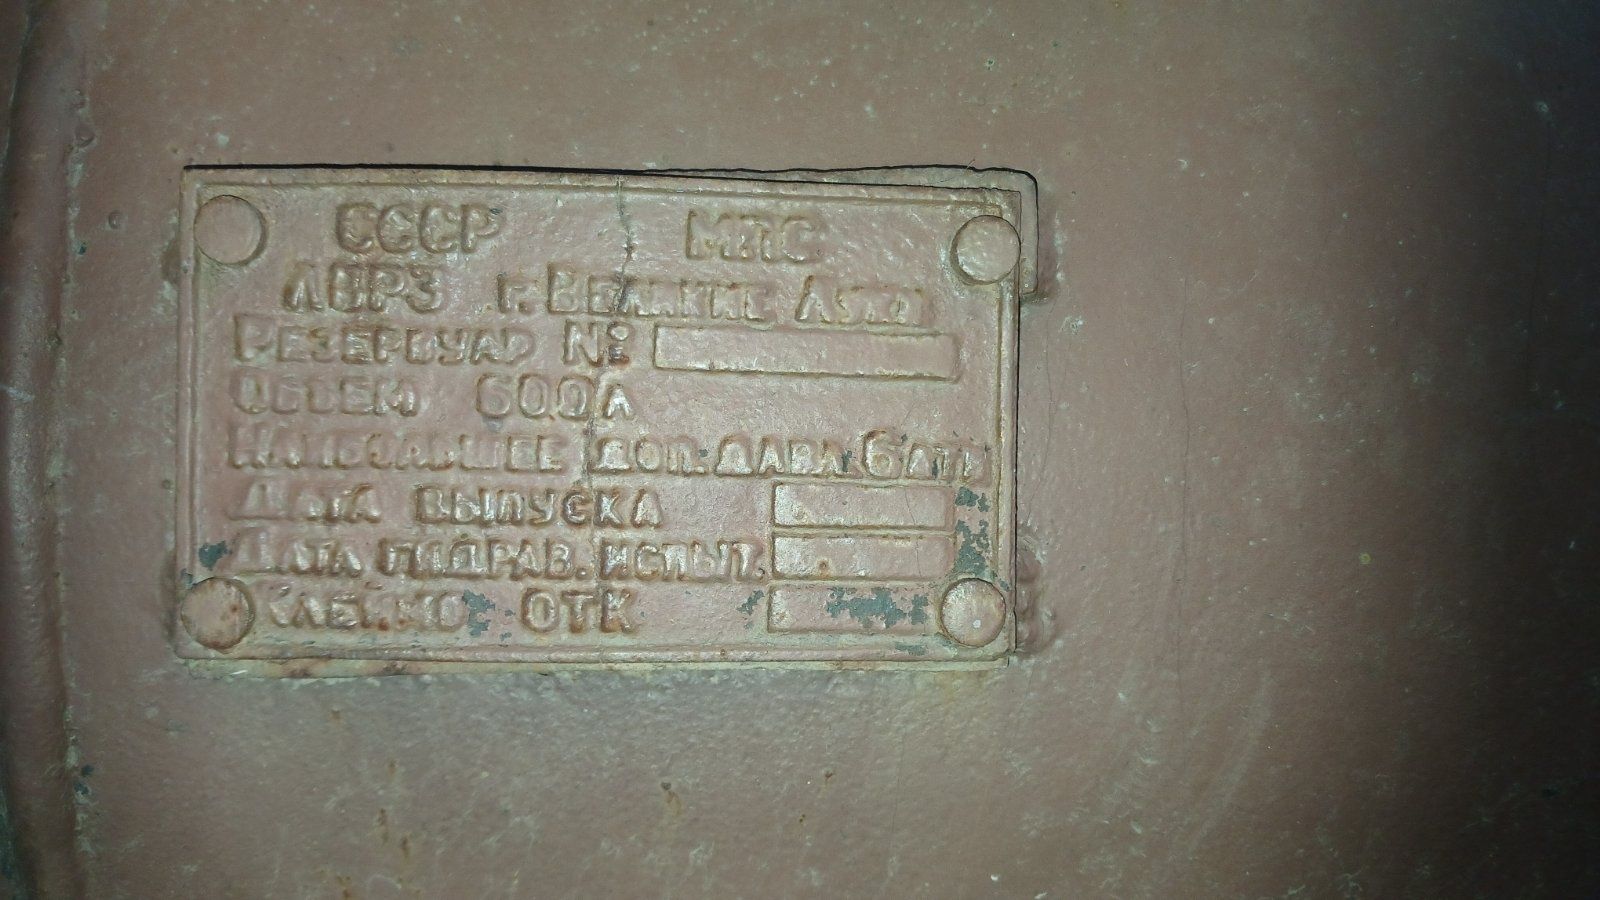 СССР МПС
ЛВРЗ г. ВЕЛИКИЕ ЛУКИ
РЕЗЕРВУАР №
ОБЪЕМ 600Л
НАИБОЛЬШЕЕ ДОП. ДАВЛ. 6 АТИ
ДАТА ВЫПУСКА
ДАТА ГИДРАВ. ИСПЫТ.
КЛЕЙМО ОТК